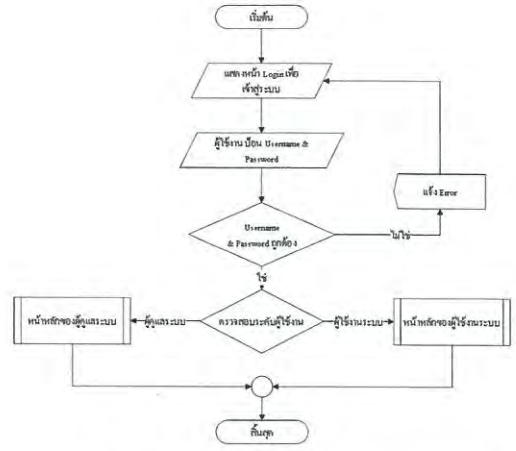 เริ่มต้น
แสดงหน้า Login เพื่อ
เข้าสู่ระบบ
ผู้ใช้งาน ป้อน Username &
Password
แจ้ง Error
Username
& Password ถูกต้อง
ไม่ใช่
ใช่
หน้าหลักของผู้ดูแลระบบ
ผู้ดูแลระบบ
ตรวจสอบระดับผู้ใช้งาน
ผู้ใช้งานระบบ
หน้าหลักของผู้ใช้งานระบบ
สิ้นสุด